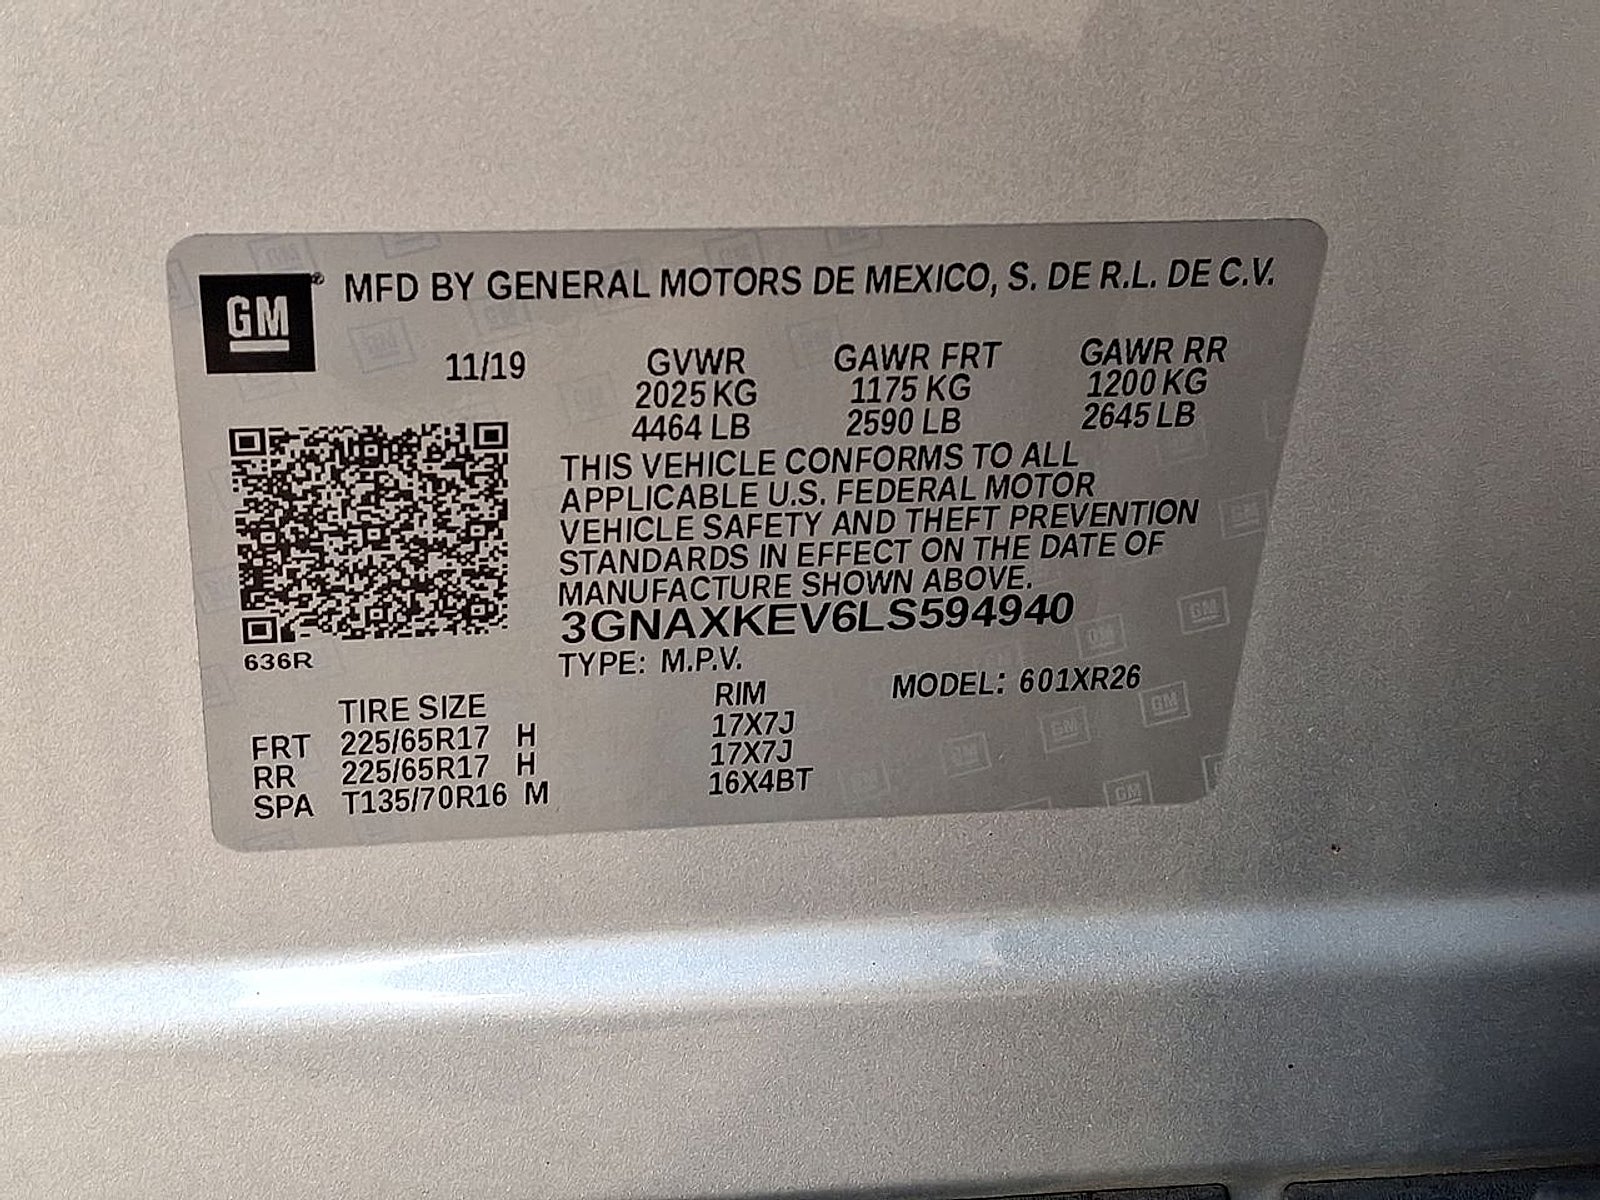 GM® MFD BY GENERAL MOTORS DE MEXICO, S. DE R.L. DE C.V.
11/19 GVWR GAWR FRT GAWR RR
2025 KG 1175 KG 1200 KG
4464 LB 2590 LB 2645 LB
THIS VEHICLE CONFORMS TO ALL
APPLICABLE U.S. FEDERAL MOTOR
VEHICLE SAFETY AND THEFT PREVENTION
STANDARDS IN EFFECT ON THE DATE OF
MANUFACTURE SHOWN ABOVE.
3GNAXKEV6LS594940
636R
TYPE: M.P.V. MODEL: 601XR26
TIRE SIZE RIM
FRT 225/65R17 H 17X7J
RR 225/65R17 H 17X7J
SPA T135/70R16 M 16X4BT